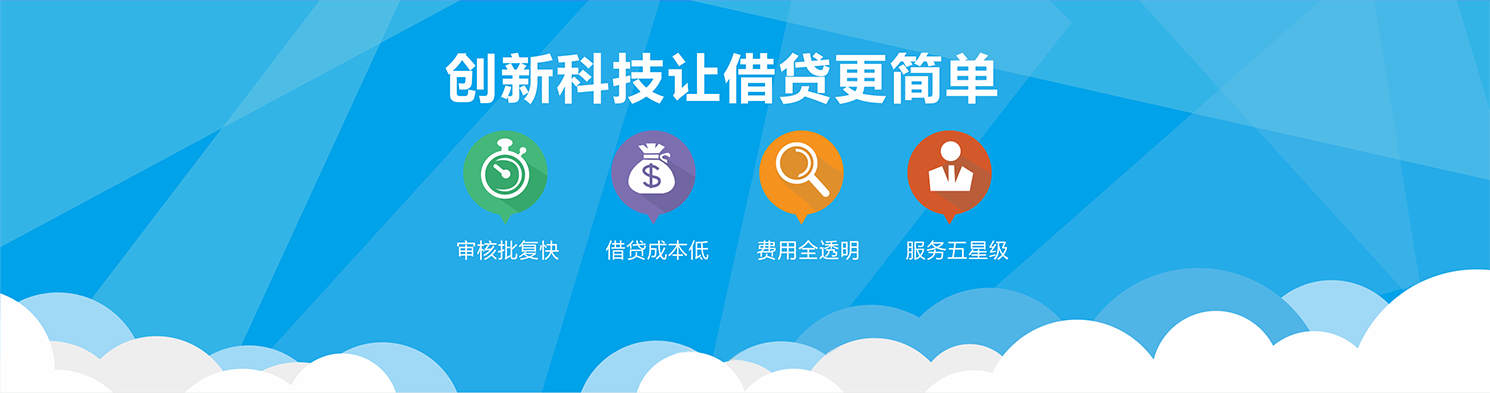 创新科技让借贷更简单
$
审核批复快
借贷成本低
费用全透明
服务五星级